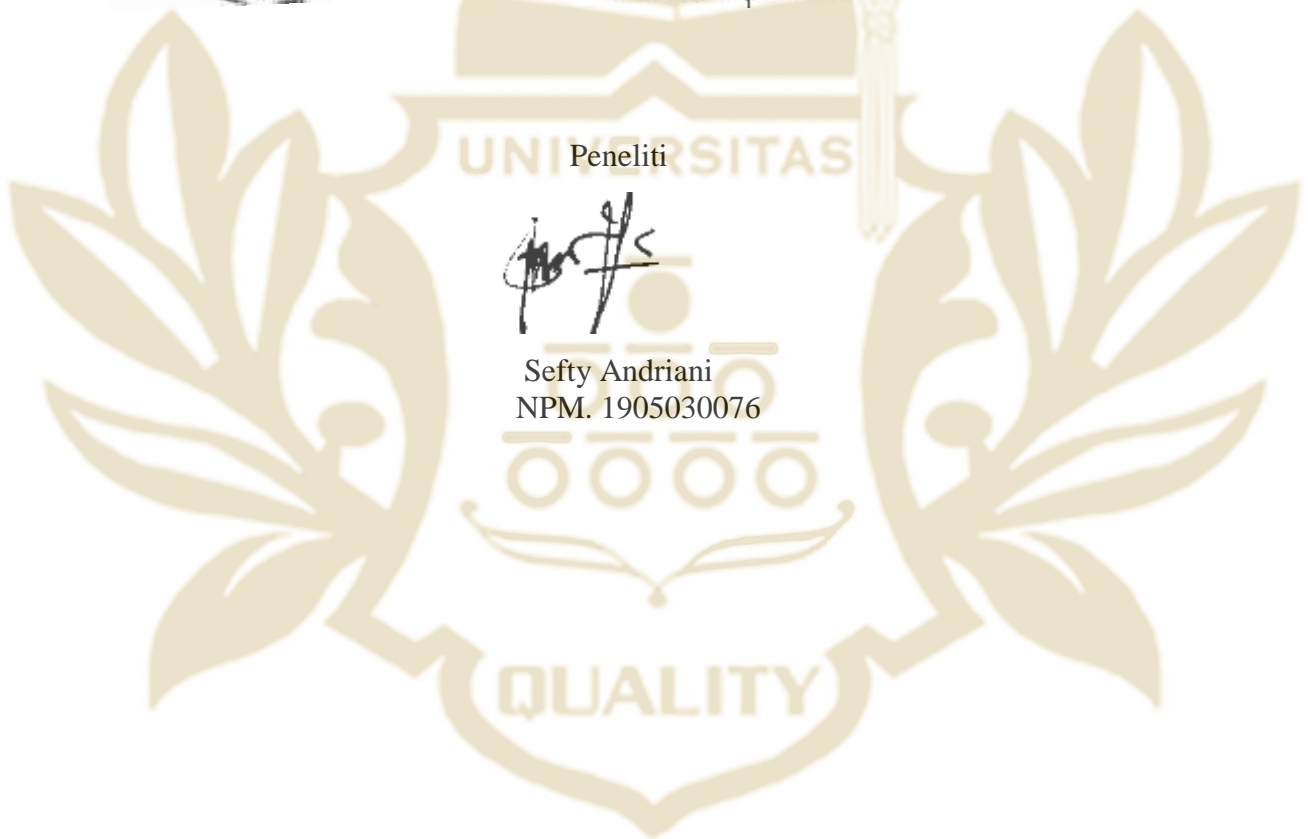 UNIVERSITAS
Peneliti
Sefty Andriani
NPM. 1905030076
QUALITY